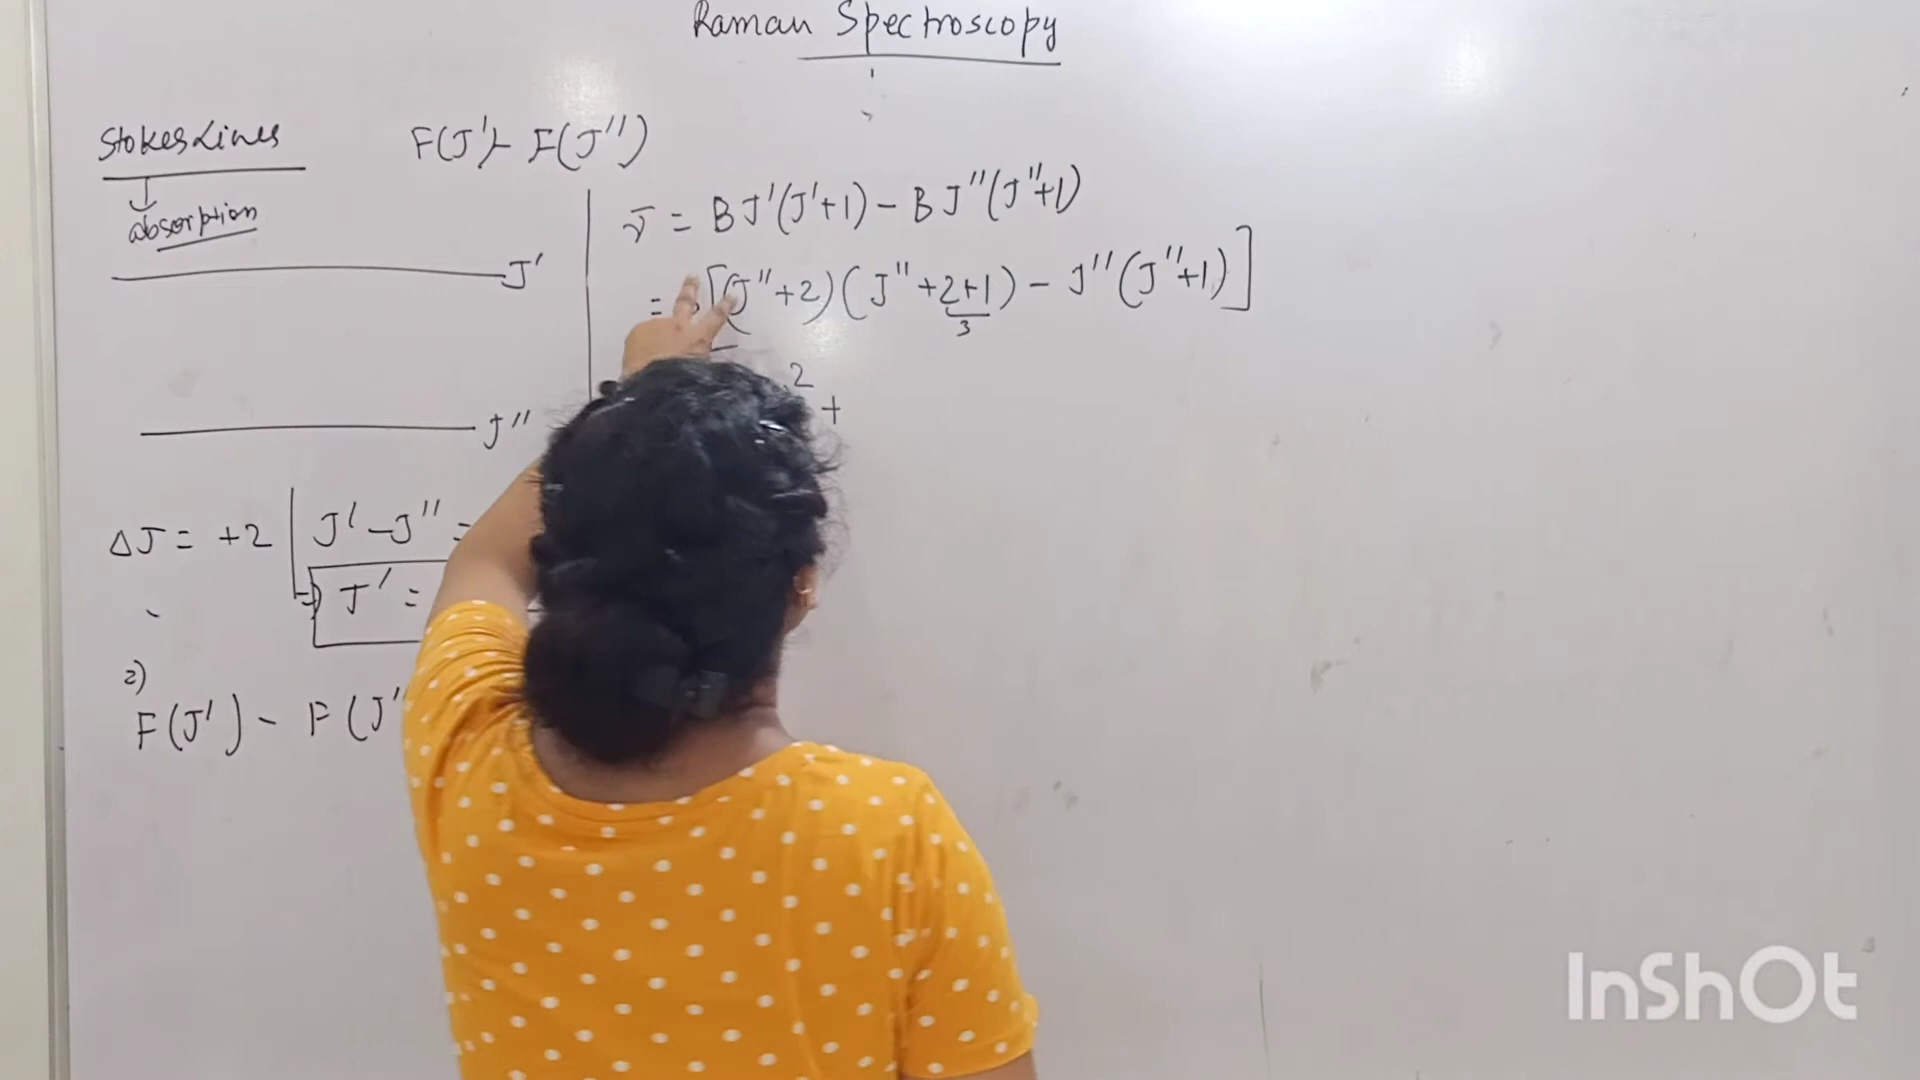 Raman Spectroscopy
Stokes Lines
absorption
J'
J''
ΔJ = +2
J' - J'' =
⇒ J' =
2)
F(J') - F(J'
F(J') - F(J'')
ν̄ = BJ'(J'+1) - BJ''(J''+1)
= [(J''+2)(J''+2+1) - J''(J''+1)]
3
2 +
InShOt